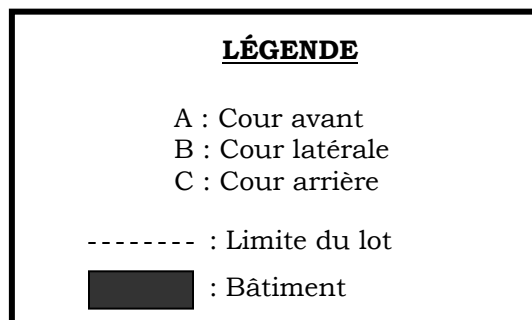 LÉGENDE
A : Cour avant
B : Cour latérale
C : Cour arrière
-------- : Limite du lot
: Bâtiment